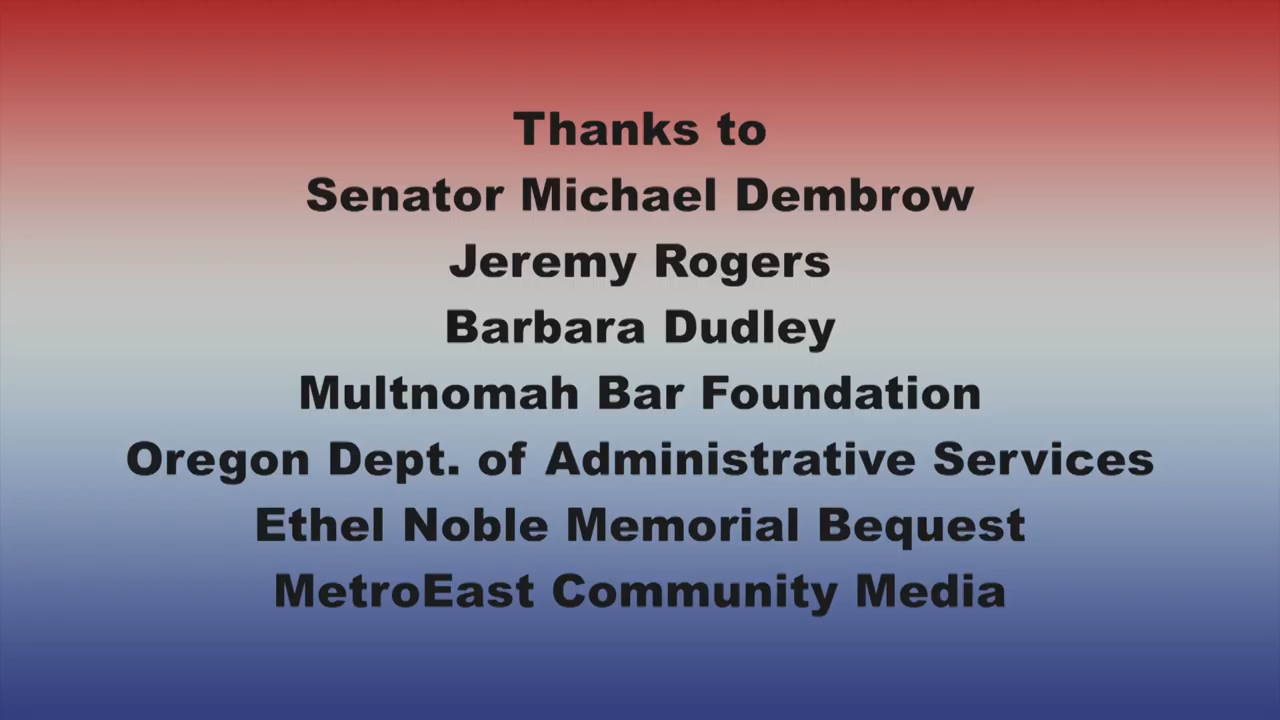 Thanks to
Senator Michael Dembrow
Jeremy Rogers
Barbara Dudley
Multnomah Bar Foundation
Oregon Dept. of Administrative Services
Ethel Noble Memorial Bequest
MetroEast Community Media